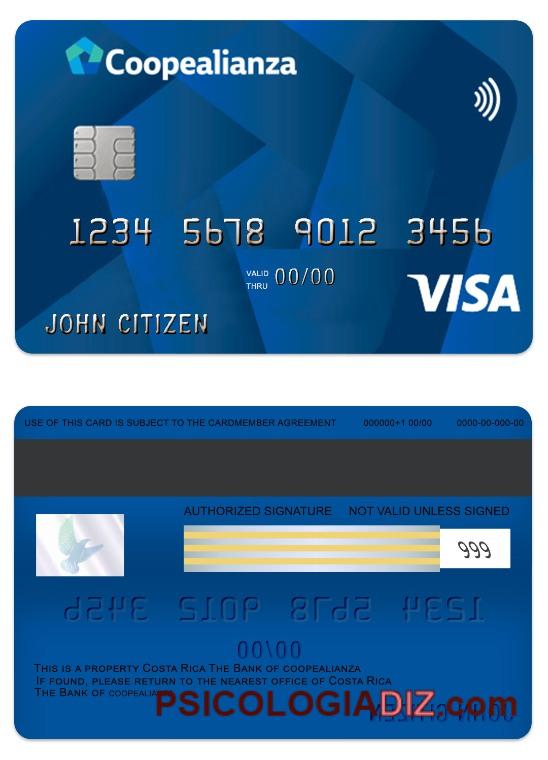 Coopealianza
1234 5678 9012 3456
VALID THRU 00/00
VISA
JOHN CITIZEN
USE OF THIS CARD IS SUBJECT TO THE CARDMEMBER AGREEMENT 000000+1 00/00 0000-00-000-00
AUTHORIZED SIGNATURE NOT VALID UNLESS SIGNED
999
00\00
THIS IS A PROPERTY COSTA RICA THE BANK OF COOPEALIANZA
IF FOUND, PLEASE RETURN TO THE NEAREST OFFICE OF COSTA RICA
THE BANK OF COOPEALIANZA
PSICOLOGIADIZ.com